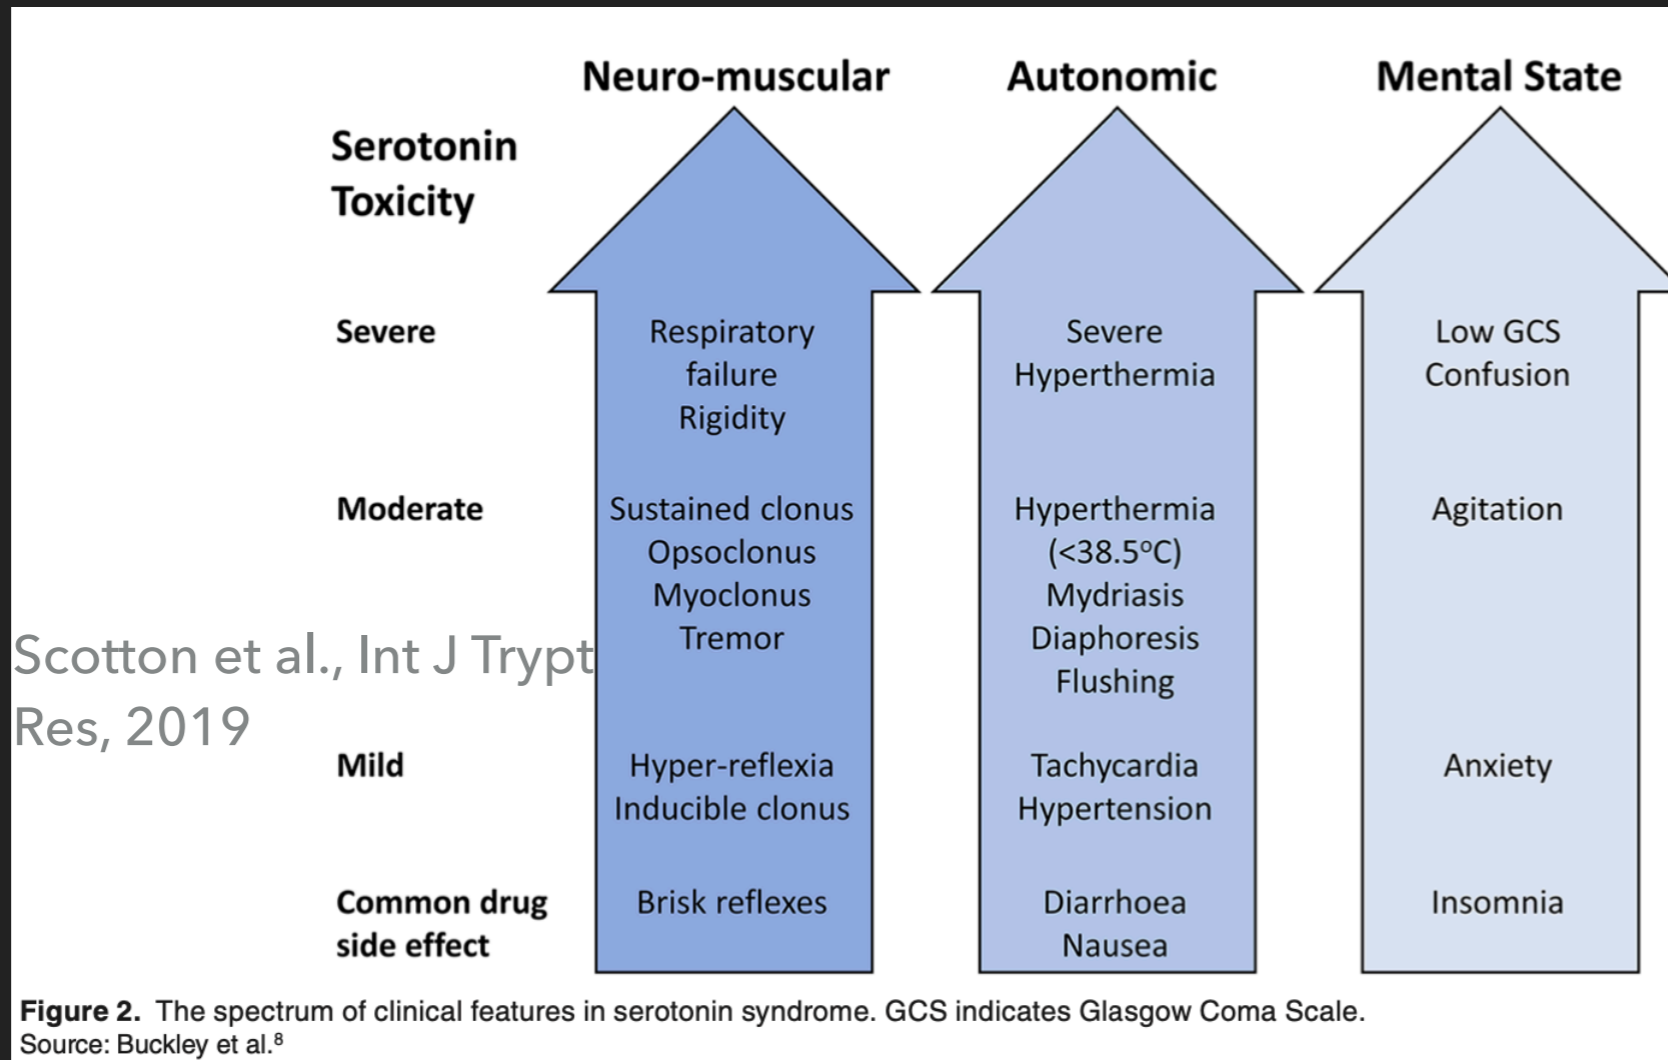 Neuro-muscular
Autonomic
Mental State
Serotonin
Toxicity
Severe
Respiratory
failure
Rigidity
Severe
Hyperthermia
Low GCS
Confusion
Moderate
Sustained clonus
Opsoclonus
Myoclonus
Tremor
Hyperthermia
(<38.5°C)
Mydriasis
Diaphoresis
Flushing
Agitation
Scotton et al., Int J Trypt
Res, 2019
Mild
Hyper-reflexia
Inducible clonus
Tachycardia
Hypertension
Anxiety
Common drug
side effect
Brisk reflexes
Diarrhoea
Nausea
Insomnia
Figure 2. The spectrum of clinical features in serotonin syndrome. GCS indicates Glasgow Coma Scale.
Source: Buckley et al.⁸